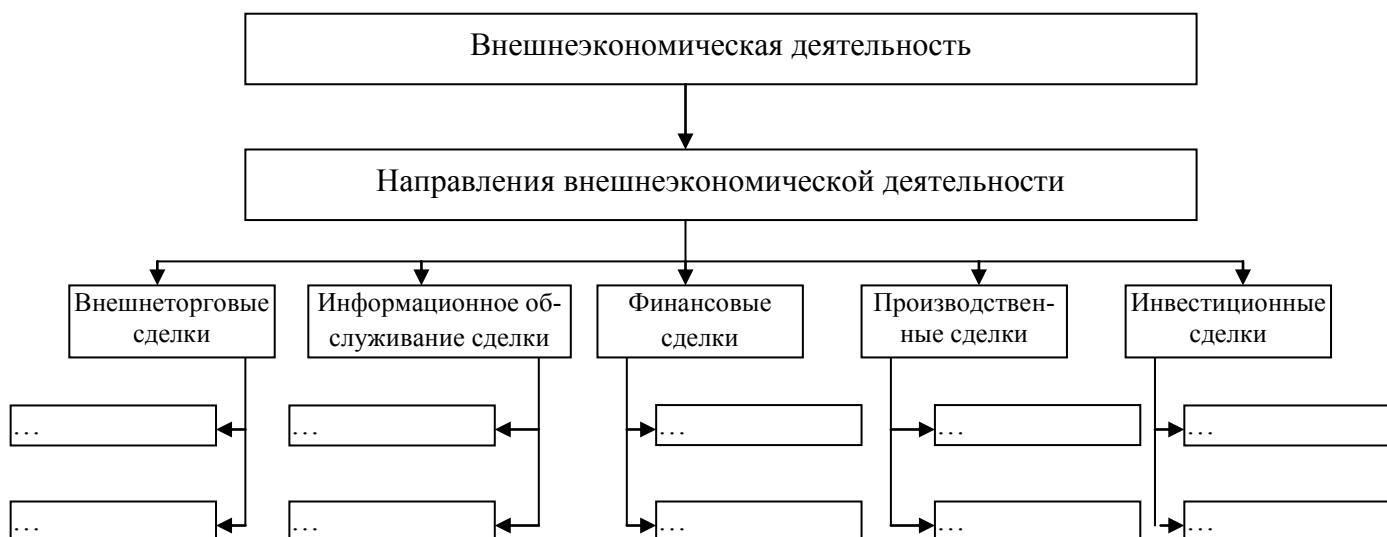 Внешнеэкономическая деятельность
Направления внешнеэкономической деятельности
Внешнеторговые
сделки
Информационное об-
служивание сделки
Финансовые
сделки
Производствен-
ные сделки
Инвестиционные
сделки
…
…
…
…
…
…
…
…
…
…